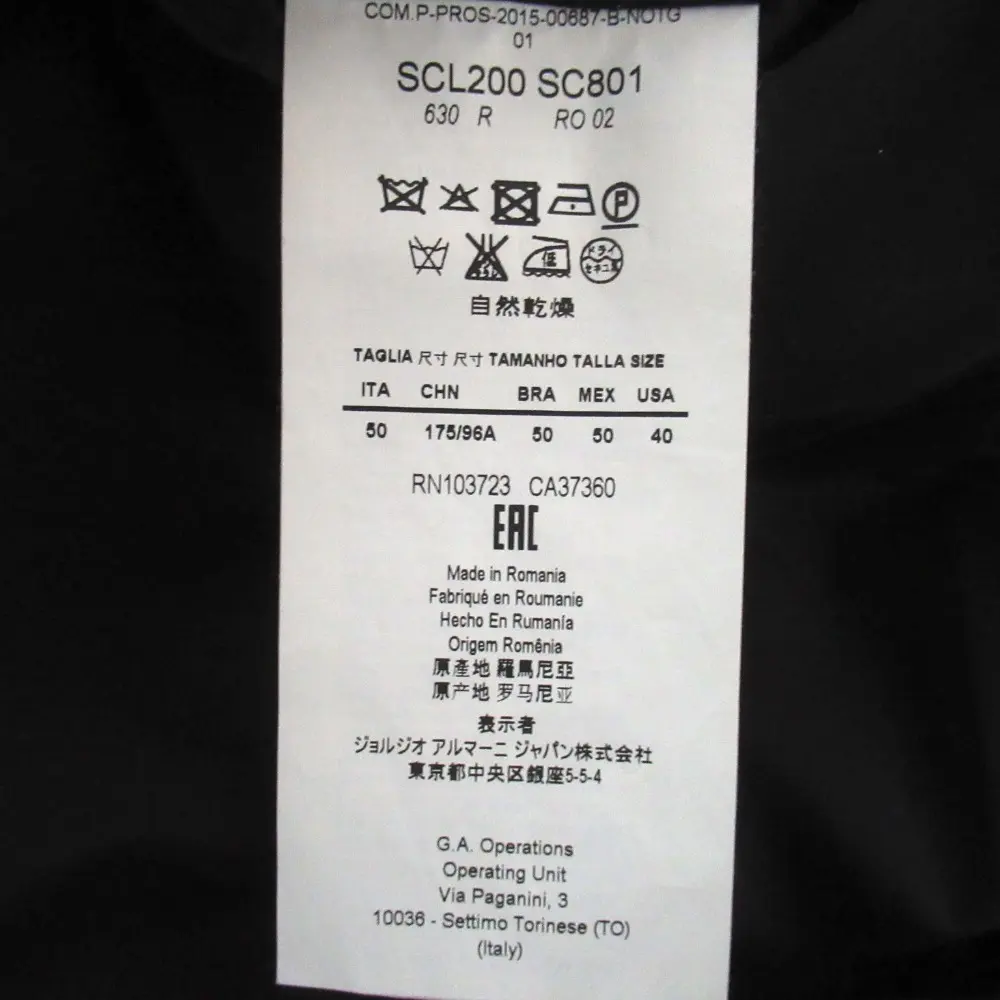 COM.P-PROS-2015-00687-B-NOTG
01
SCL200 SC801
630 R RO 02
P
低
ドライ
自然乾燥
TAGLIA 尺寸 尺寸 TAMANHO TALLA SIZE
ITA CHN BRA MEX USA
50 175/96A 50 50 40
RN103723 CA37360
EAC
Made in Romania
Fabriqué en Roumanie
Hecho En Rumanía
Origem Romênia
原產地 羅馬尼亞
原产地 罗马尼亚
表示者
ジョルジオ アルマーニ ジャパン株式会社
東京都中央区銀座5-5-4
G.A. Operations
Operating Unit
Via Paganini, 3
10036 - Settimo Torinese (TO)
(Italy)